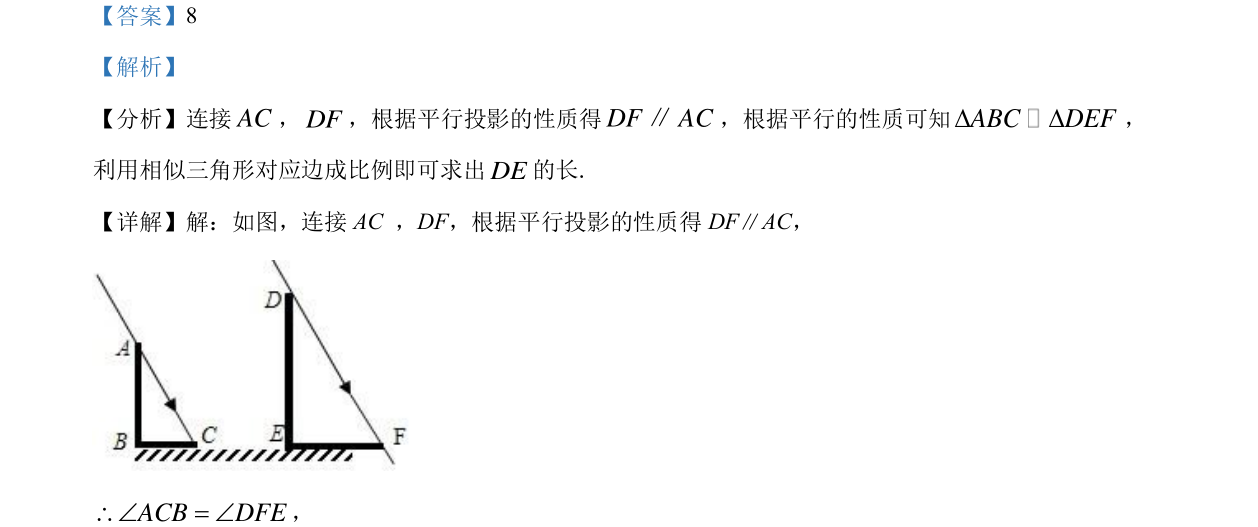 【答案】8
【解析】
【分析】连接AC，DF，根据平行投影的性质得DF∥AC，根据平行的性质可知ΔABC ΔDEF，
利用相似三角形对应边成比例即可求出DE的长.
【详解】解：如图，连接AC，DF，根据平行投影的性质得DF∥AC，
D
A
B
C
E
F
∴∠ACB=∠DFE，